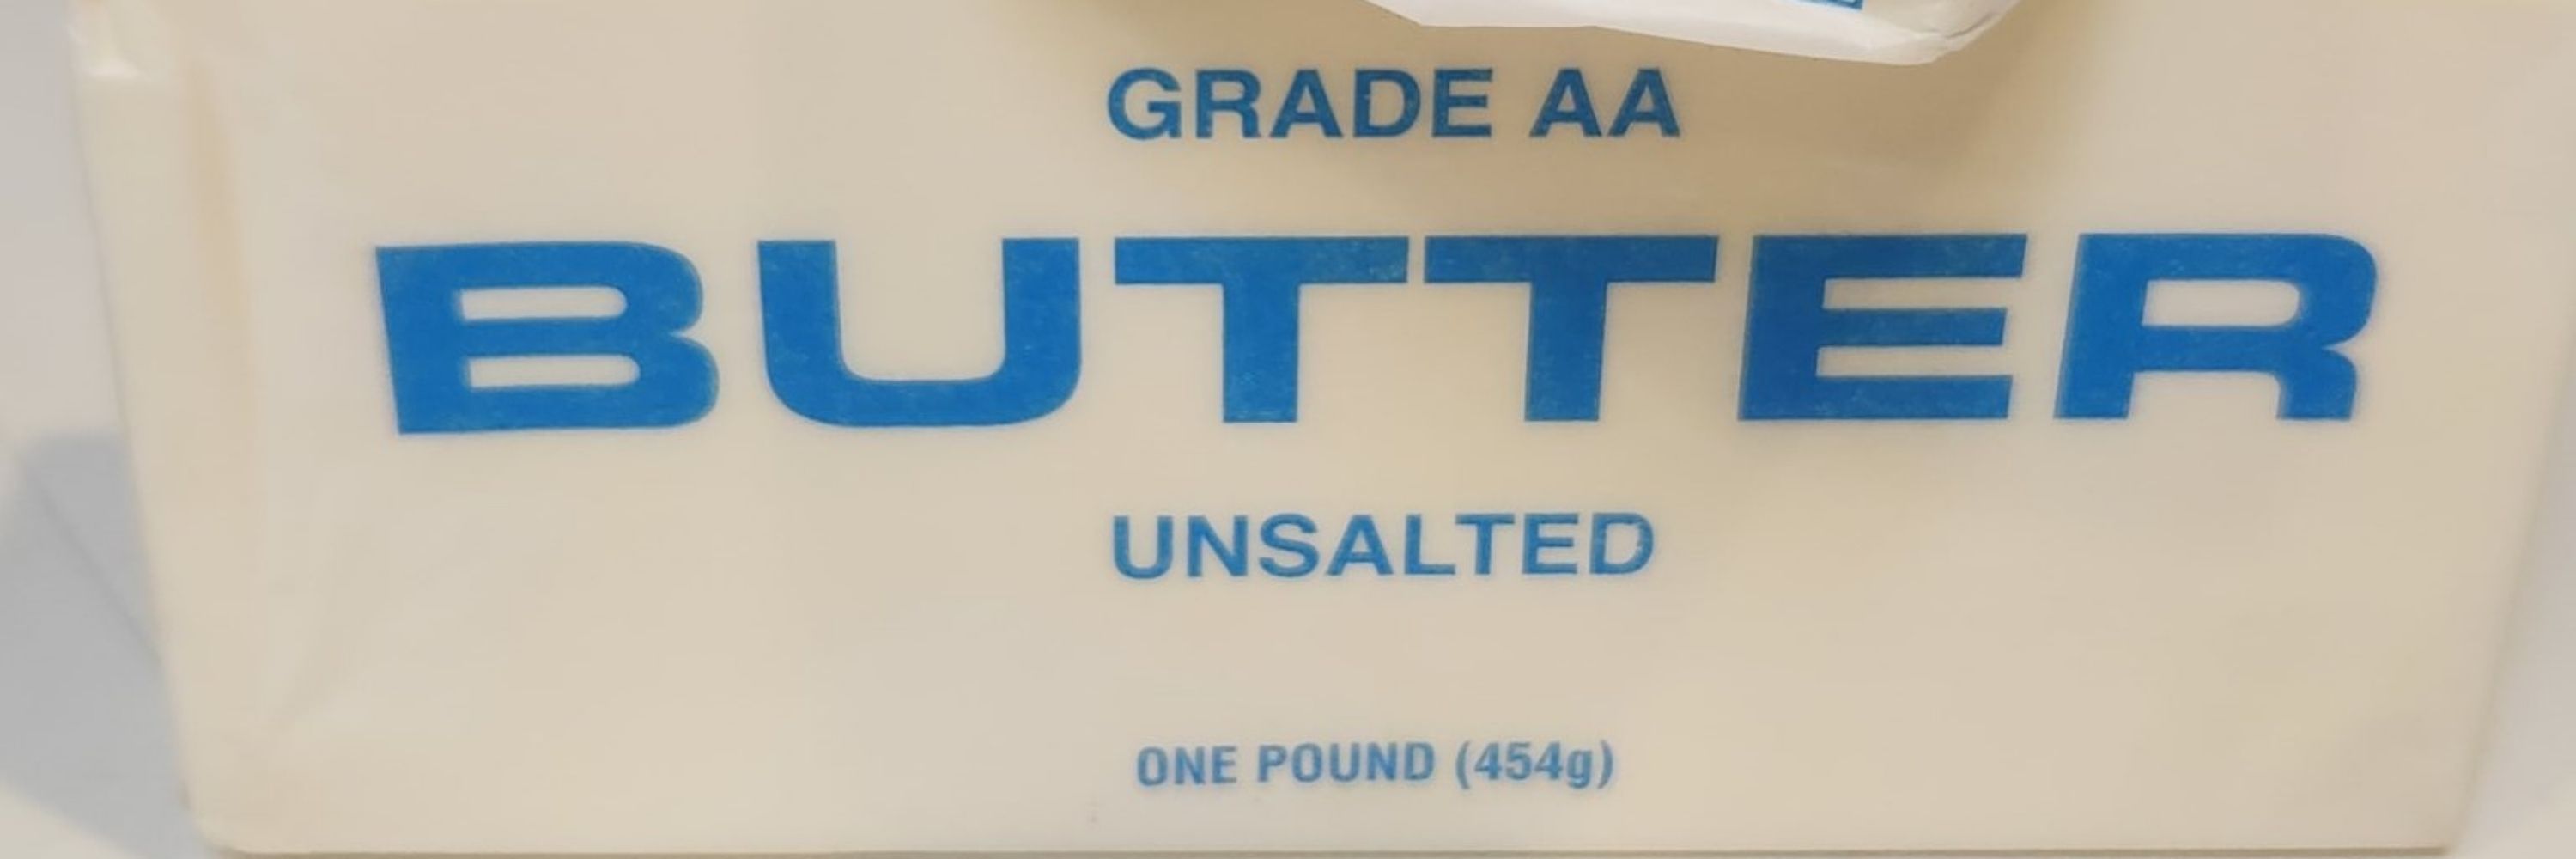 GRADE AA
BUTTER
UNSALTED
ONE POUND (454g)